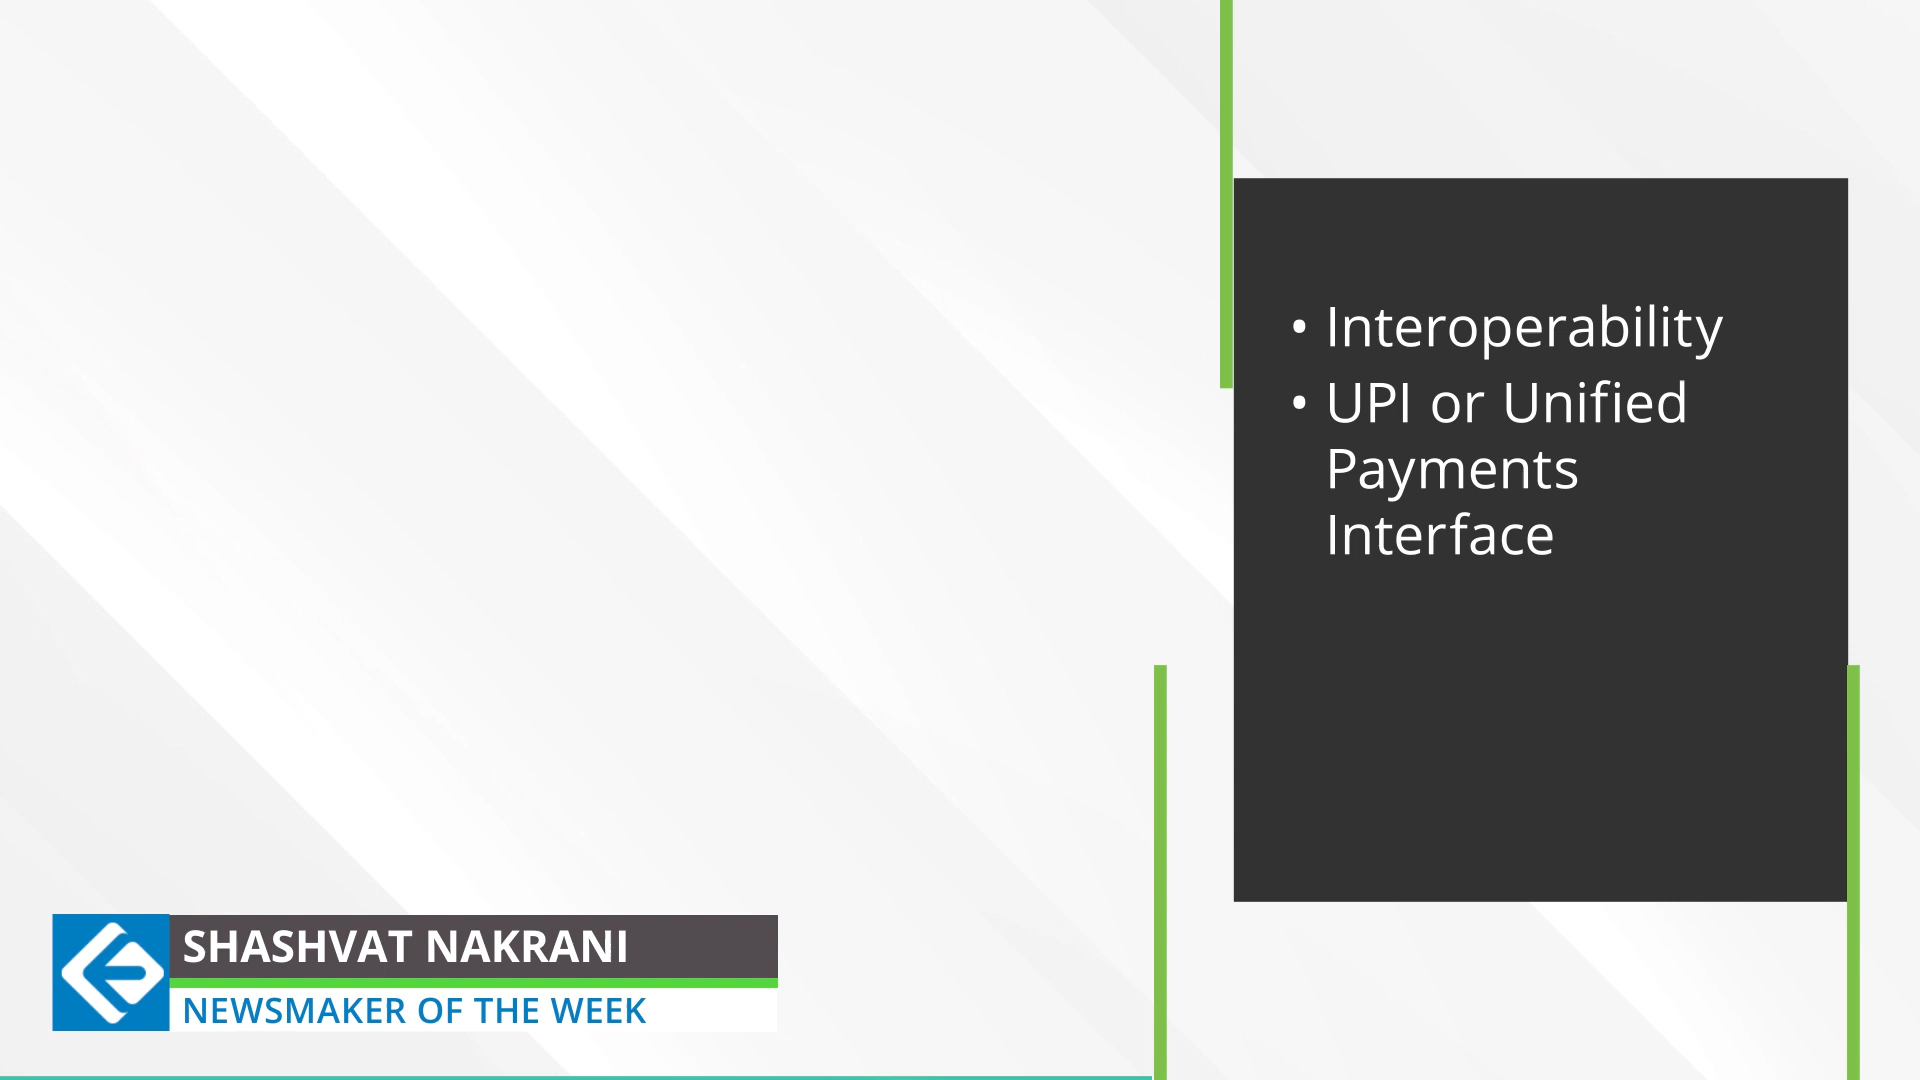 • Interoperability
• UPI or Unified
Payments
Interface
SHASHVAT NAKRANI
NEWSMAKER OF THE WEEK